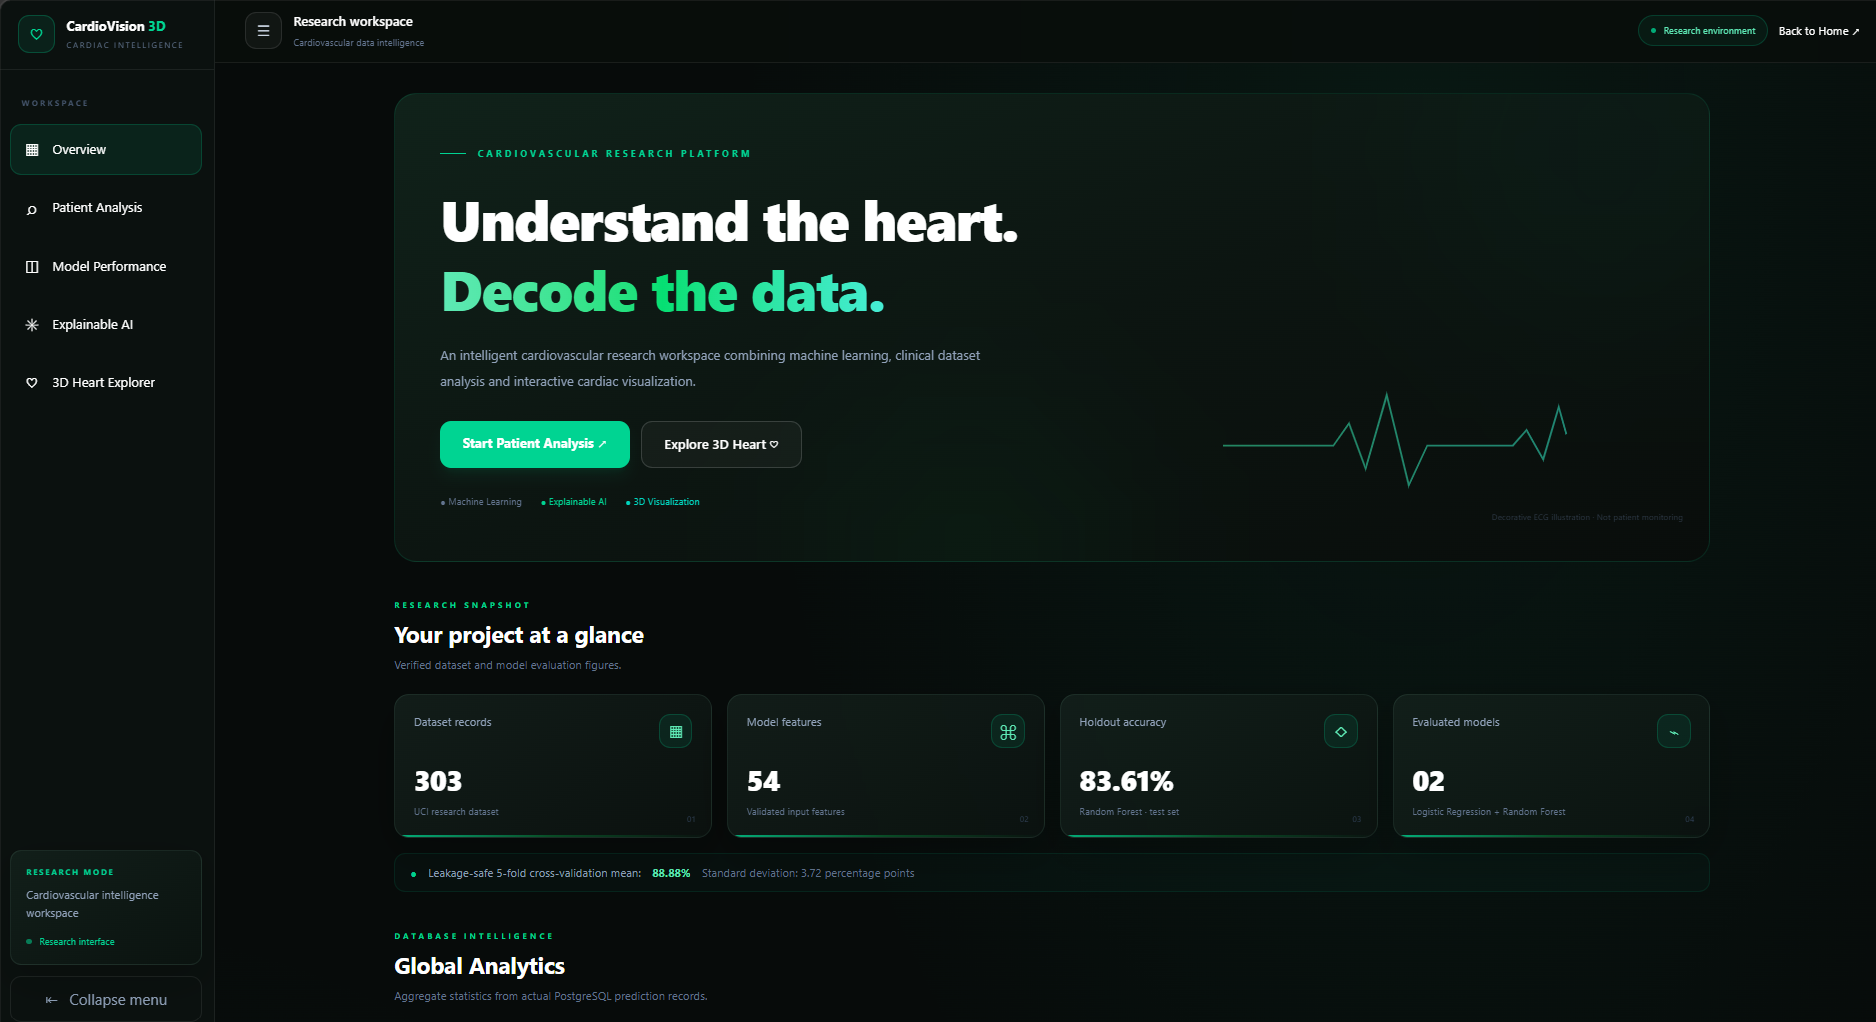 CardioVision 3D
CARDIAC INTELLIGENCE
WORKSPACE
Overview
Patient Analysis
Model Performance
Explainable AI
3D Heart Explorer
RESEARCH MODE
Cardiovascular intelligence
workspace
Research interface
Collapse menu
Research workspace
Cardiovascular data intelligence
Research environment
Back to Home ↗
CARDIOVASCULAR RESEARCH PLATFORM
Understand the heart.
Decode the data.
An intelligent cardiovascular research workspace combining machine learning, clinical dataset
analysis and interactive cardiac visualization.
Start Patient Analysis ↗
Explore 3D Heart ♡
Machine Learning
Explainable AI
3D Visualization
Decorative ECG illustration · Not patient monitoring
RESEARCH SNAPSHOT
Your project at a glance
Verified dataset and model evaluation figures.
Dataset records
303
UCI research dataset
01
Model features
54
Validated input features
02
Holdout accuracy
83.61%
Random Forest · test set
03
Evaluated models
02
Logistic Regression + Random Forest
04
Leakage-safe 5-fold cross-validation mean: 88.88% Standard deviation: 3.72 percentage points
DATABASE INTELLIGENCE
Global Analytics
Aggregate statistics from actual PostgreSQL prediction records.